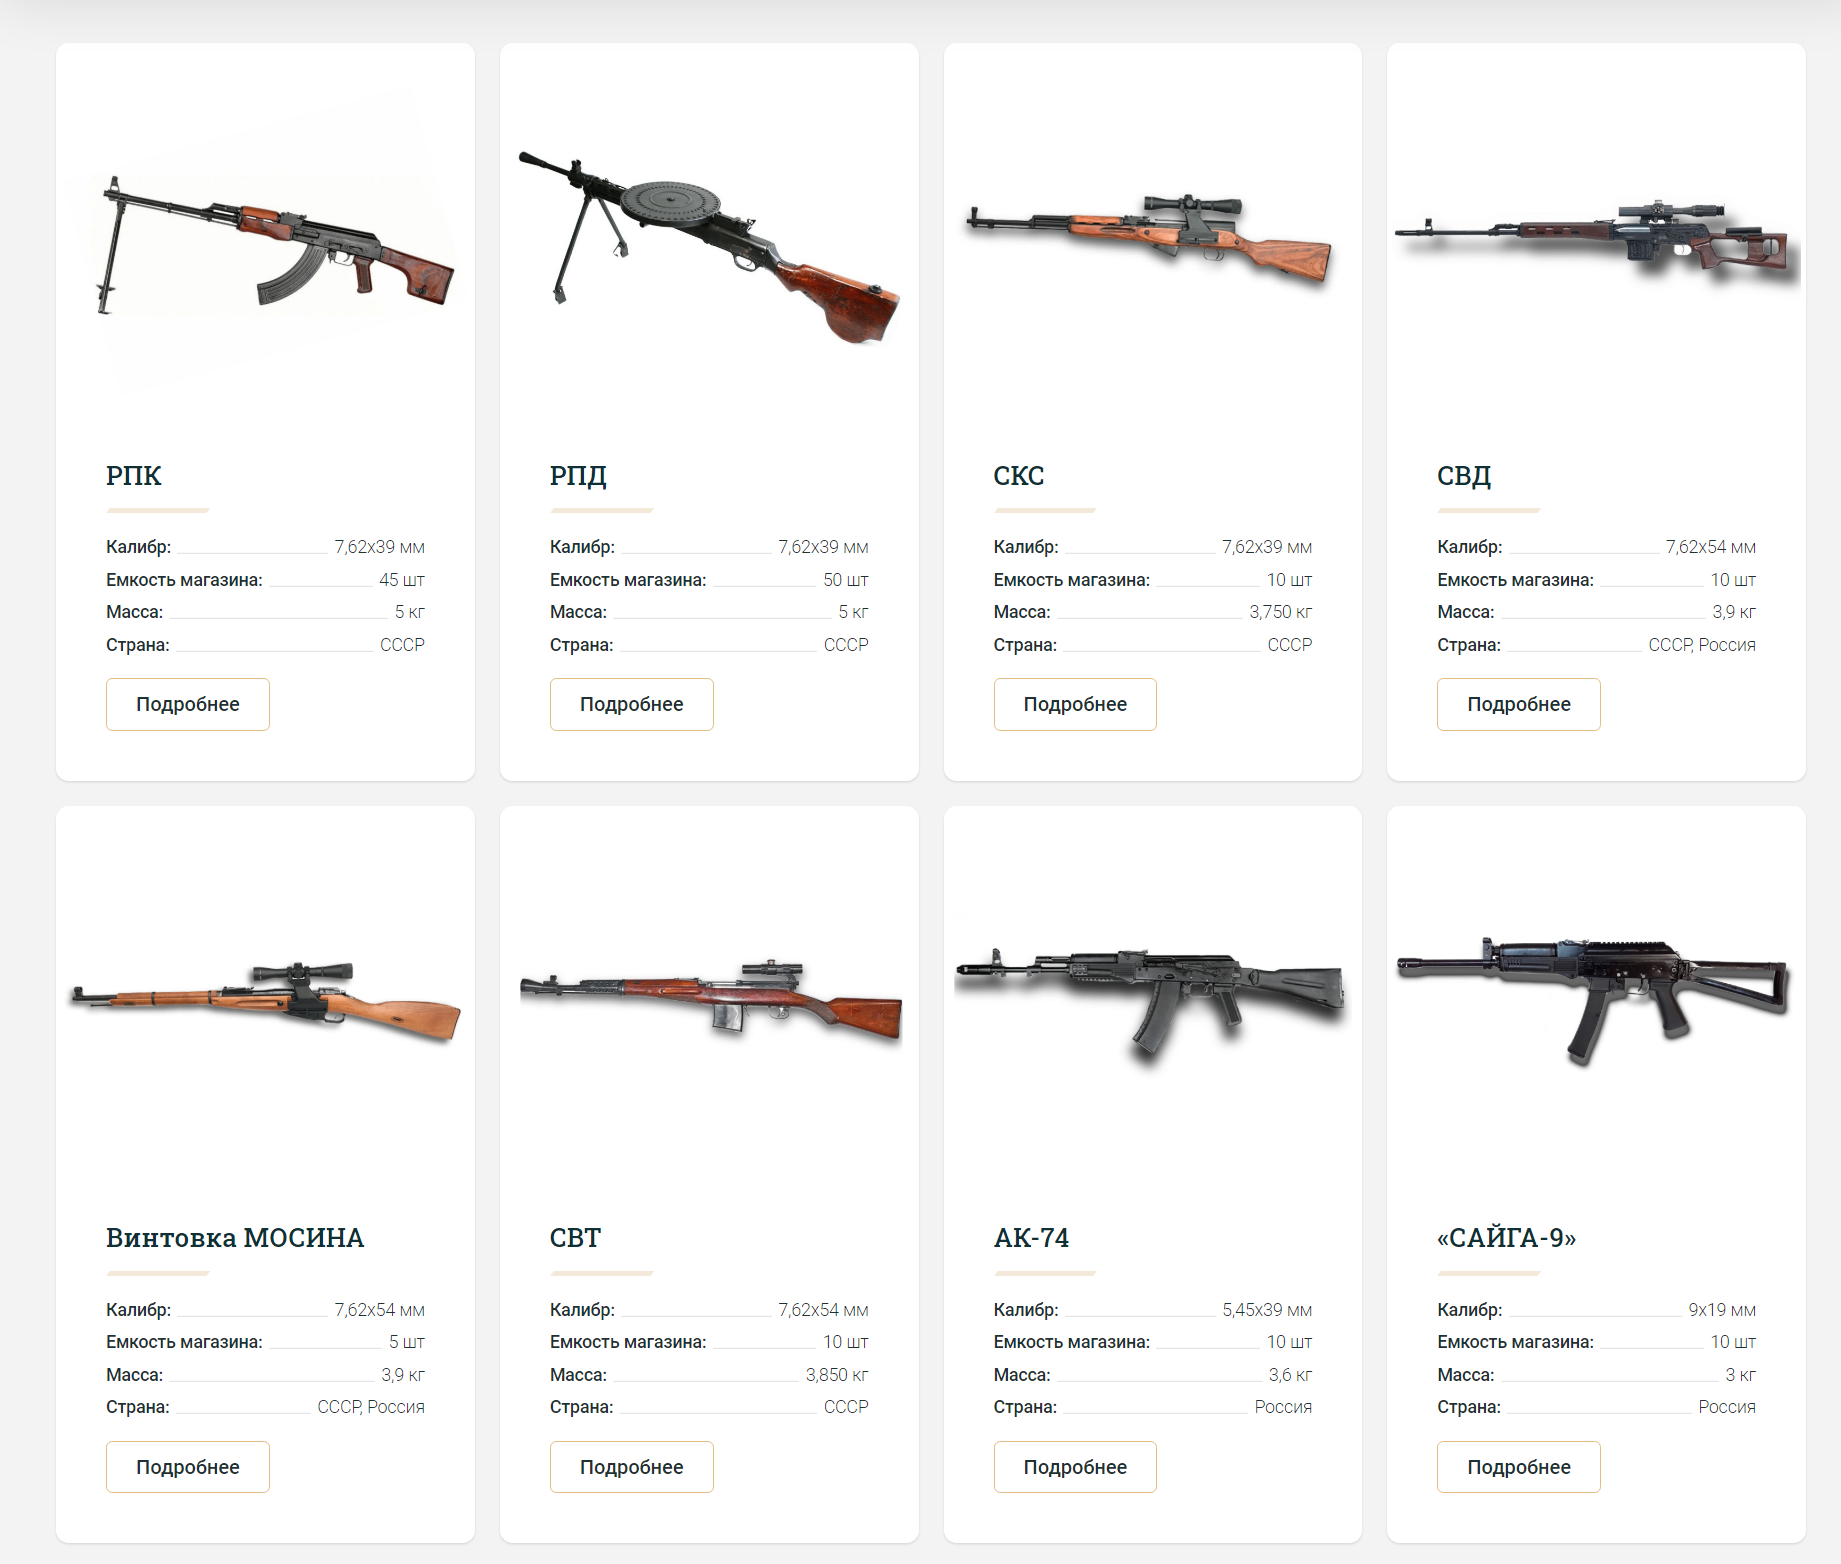 РПК
Калибр: 7,62x39 мм
Емкость магазина: 45 шт
Масса: 5 кг
Страна: СССР
Подробнее
РПД
Калибр: 7,62x39 мм
Емкость магазина: 50 шт
Масса: 5 кг
Страна: СССР
Подробнее
СКС
Калибр: 7,62x39 мм
Емкость магазина: 10 шт
Масса: 3,750 кг
Страна: СССР
Подробнее
СВД
Калибр: 7,62x54 мм
Емкость магазина: 10 шт
Масса: 3,9 кг
Страна: СССР, Россия
Подробнее
Винтовка МОСИНА
Калибр: 7,62x54 мм
Емкость магазина: 5 шт
Масса: 3,9 кг
Страна: СССР, Россия
Подробнее
СВТ
Калибр: 7,62x54 мм
Емкость магазина: 10 шт
Масса: 3,850 кг
Страна: СССР
Подробнее
АК-74
Калибр: 5,45x39 мм
Емкость магазина: 10 шт
Масса: 3,6 кг
Страна: Россия
Подробнее
«САЙГА-9»
Калибр: 9x19 мм
Емкость магазина: 10 шт
Масса: 3 кг
Страна: Россия
Подробнее